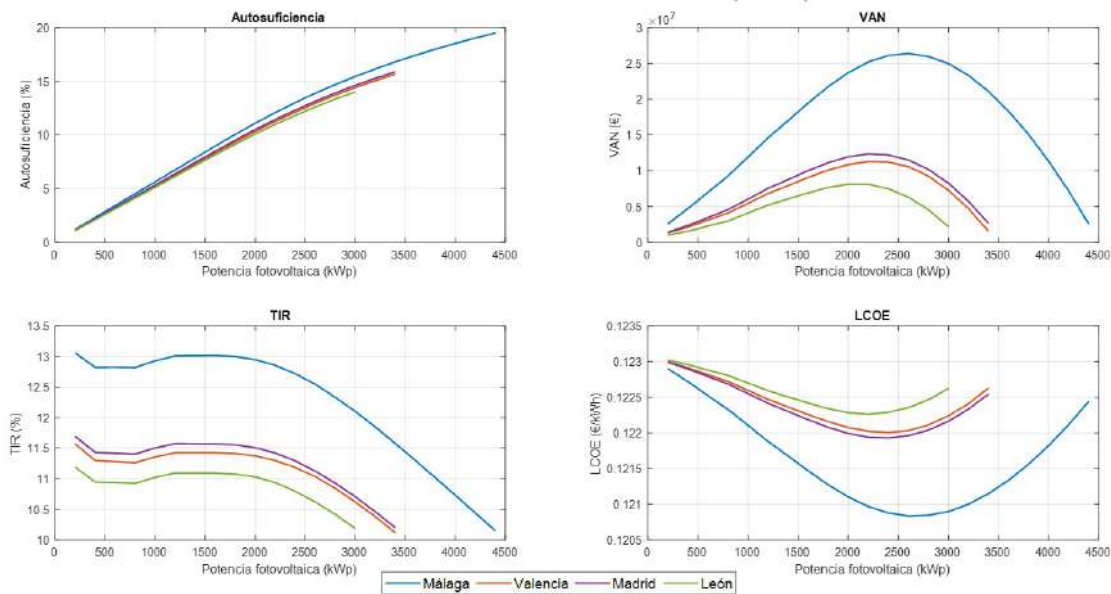 Autosuficiencia
20
15
10
5
0
Autosuficiencia (%)
0 500 1000 1500 2000 2500 3000 3500 4000 4500
Potencia fotovoltaica (kWp)
VAN
×10⁷
3
2.5
2
1.5
1
0.5
0
VAN (€)
0 500 1000 1500 2000 2500 3000 3500 4000 4500
Potencia fotovoltaica (kWp)
TIR
13.5
13
12.5
12
11.5
11
10.5
10
TIR (%)
0 500 1000 1500 2000 2500 3000 3500 4000 4500
Potencia fotovoltaica (kWp)
LCOE
0.1235
0.123
0.1225
0.122
0.1215
0.121
0.1205
LCOE (€/kWh)
0 500 1000 1500 2000 2500 3000 3500 4000 4500
Potencia fotovoltaica (kWp)
Málaga Valencia Madrid León